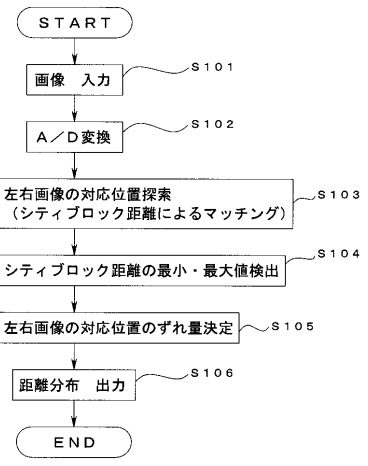 START
画像 入力
S101
A/D変換
S102
左右画像の対応位置探索
(シティブロック距離によるマッチング)
S103
シティブロック距離の最小・最大値検出
S104
左右画像の対応位置のずれ量決定
S105
距離分布 出力
S106
END